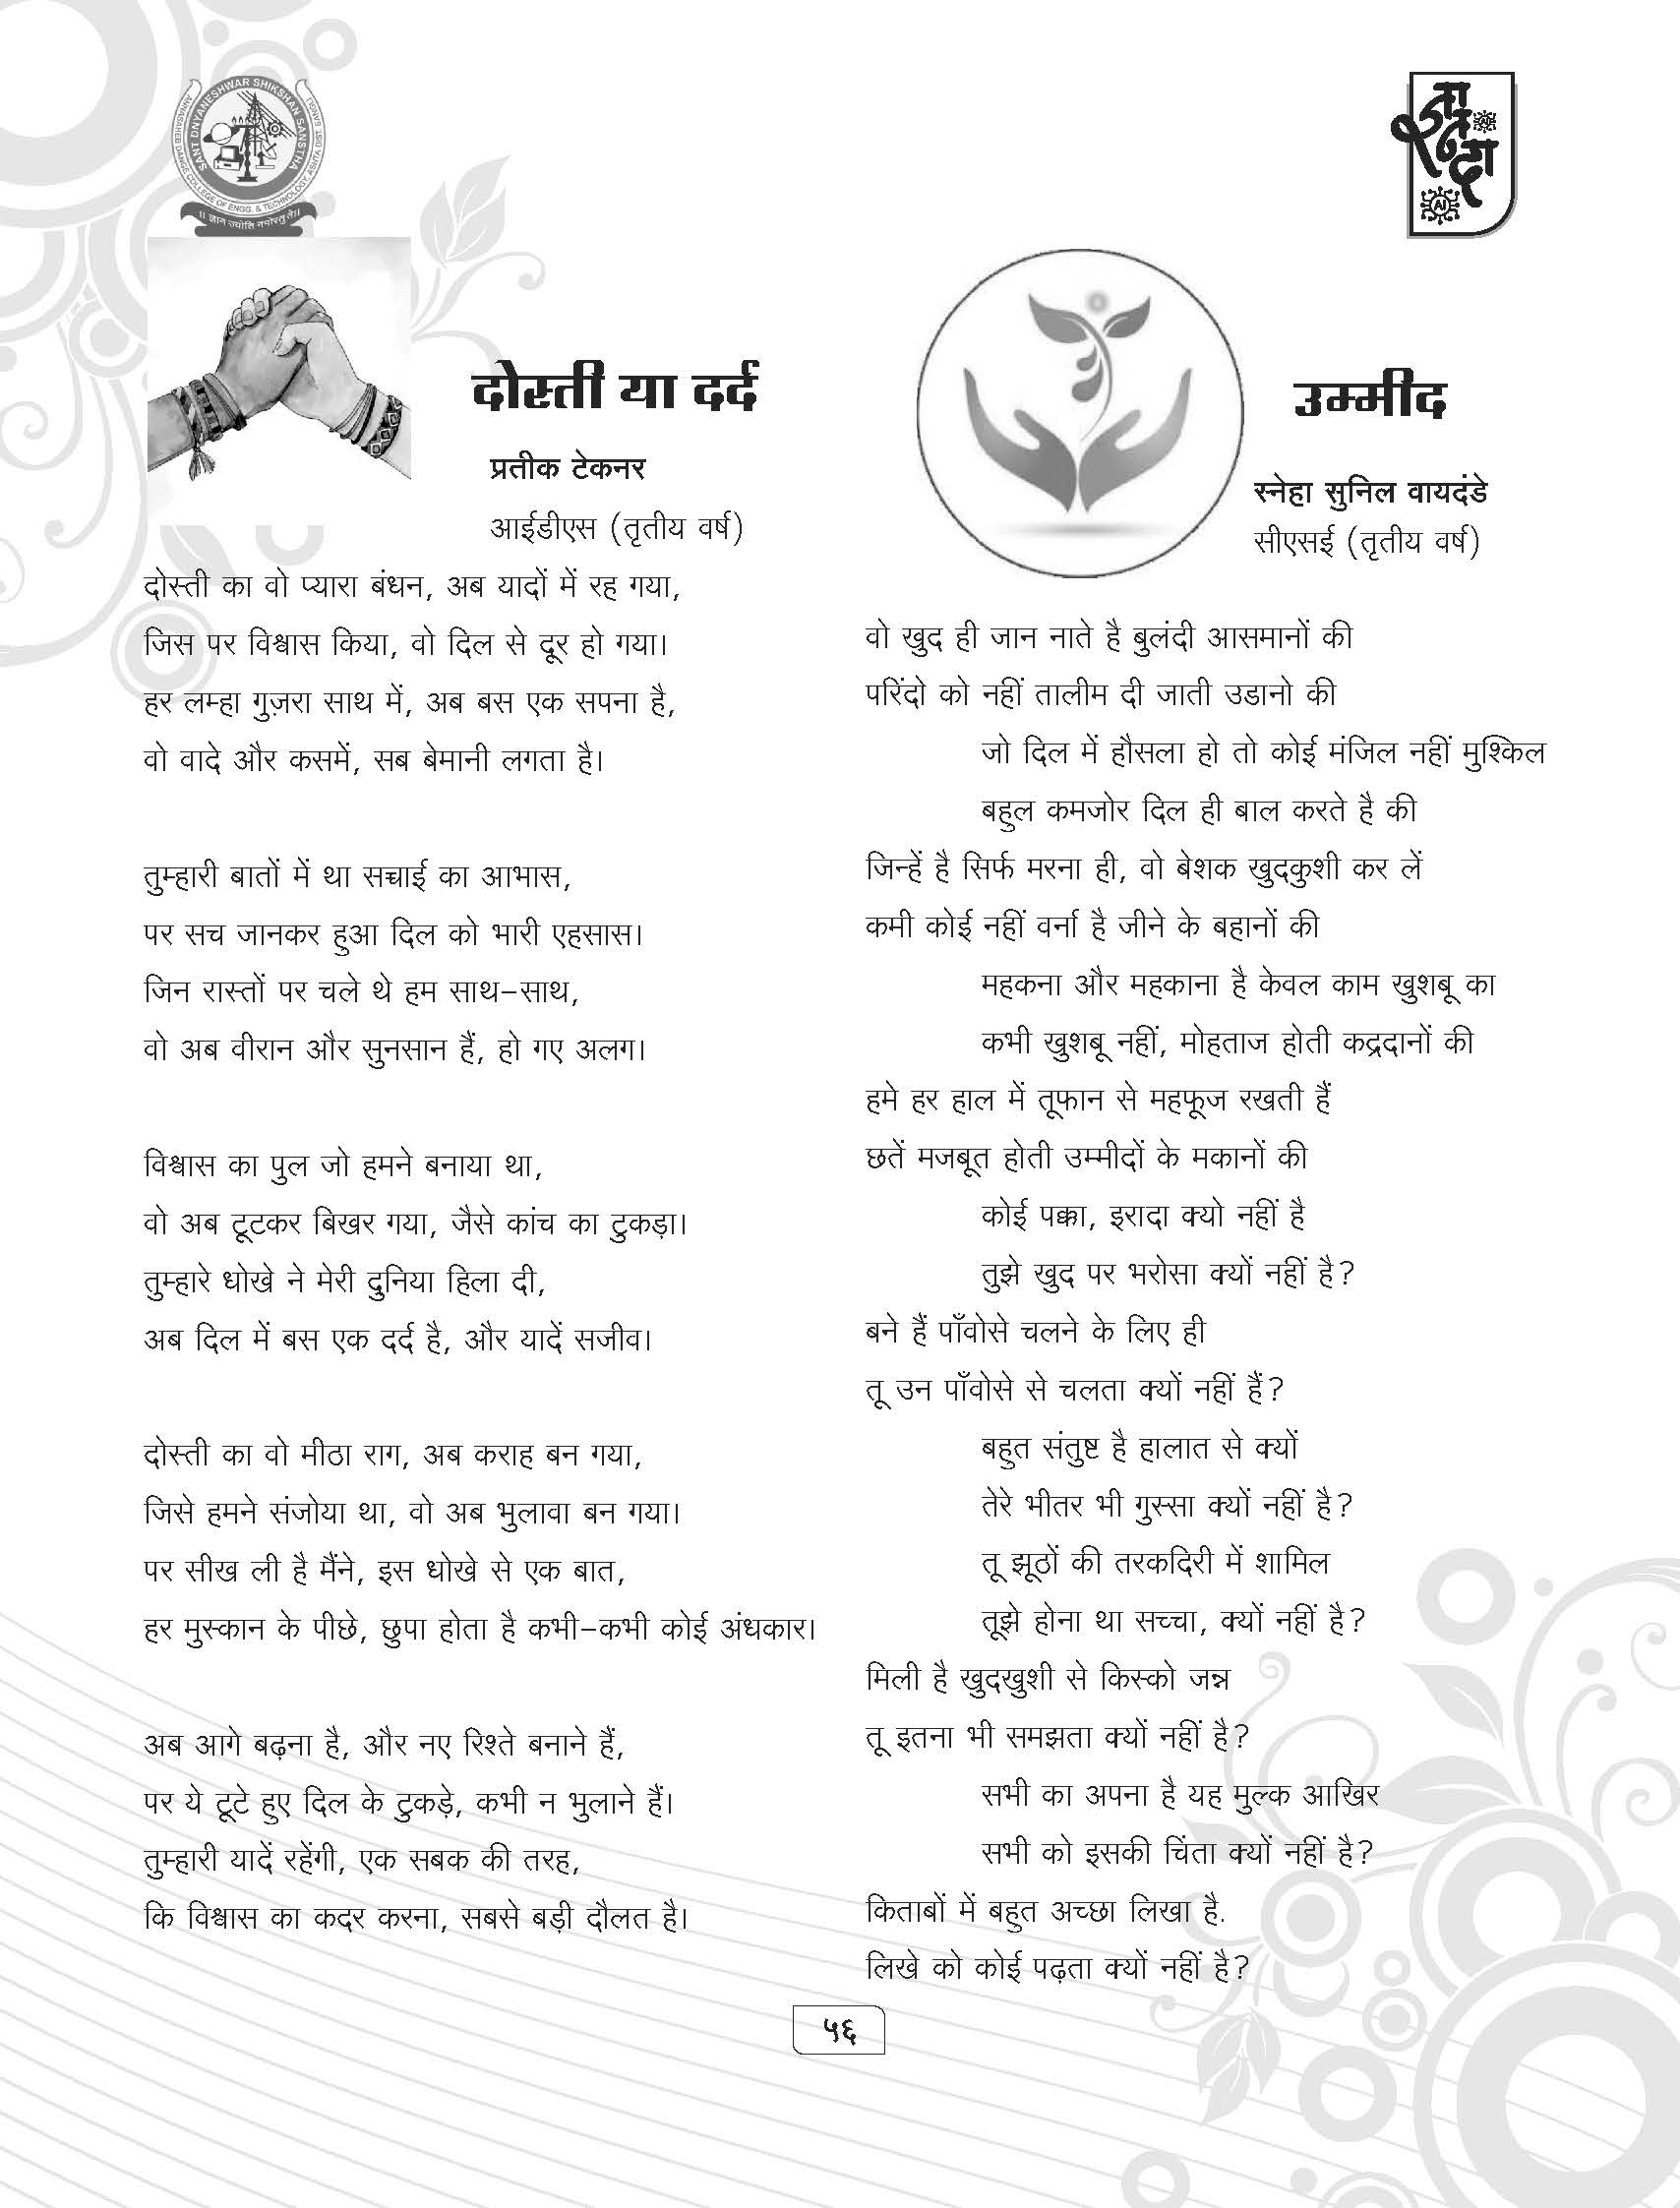 SANT DNYANESHWAR SHIKSHAN SANSTHA
ANNASAHEB DANGE COLLEGE OF ENGG. & TECHNOLOGY, ASHTA DIST. SANGLI
AI
AI
दोस्ती या दर्द
प्रतीक टेकनर
आईडीएस (तृतीय वर्ष)
दोस्ती का वो प्यारा बंधन, अब यादों में रह गया,
जिस पर विश्वास किया, वो दिल से दूर हो गया।
हर लम्हा गुज़रा साथ में, अब बस एक सपना है,
वो वादे और कसमें, सब बेमानी लगता है।
तुम्हारी बातों में था सच्चाई का आभास,
पर सच जानकर हुआ दिल को भारी एहसास।
जिन रास्तों पर चले थे हम साथ-साथ,
वो अब वीरान और सुनसान हैं, हो गए अलग।
विश्वास का पुल जो हमने बनाया था,
वो अब टूटकर बिखर गया, जैसे कांच का टुकड़ा।
तुम्हारे धोखे ने मेरी दुनिया हिला दी,
अब दिल में बस एक दर्द है, और यादें सजीव।
दोस्ती का वो मीठा राग, अब कराह बन गया,
जिसे हमने संजोया था, वो अब भुलावा बन गया।
पर सीख ली है मैंने, इस धोखे से एक बात,
हर मुस्कान के पीछे, छुपा होता है कभी-कभी कोई अंधकार।
अब आगे बढ़ना है, और नए रिश्ते बनाने हैं,
पर ये टूटे हुए दिल के टुकड़े, कभी न भुलाने हैं।
तुम्हारी यादें रहेंगी, एक सबक की तरह,
कि विश्वास का कदर करना, सबसे बड़ी दौलत है।
उम्मीद
स्नेहा सुनिल वायदंडे
सीएसई (तृतीय वर्ष)
वो खुद ही जान नाते है बुलंदी आसमानों की
परिंदो को नहीं तालीम दी जाती उडानो की
जो दिल में हौसला हो तो कोई मंजिल नहीं मुश्किल
बहुल कमजोर दिल ही बाल करते है की
जिन्हें है सिर्फ मरना ही, वो बेशक खुदकुशी कर लें
कमी कोई नहीं वर्ना है जीने के बहानों की
महकना और महकाना है केवल काम खुशबू का
कभी खुशबू नहीं, मोहताज होती कद्रदानों की
हमे हर हाल में तूफान से महफूज रखती हैं
छतें मजबूत होती उम्मीदों के मकानों की
कोई पक्का, इरादा क्यो नहीं है
तुझे खुद पर भरोसा क्यों नहीं है?
बने हैं पाँवोसे चलने के लिए ही
तू उन पाँवोसे से चलता क्यों नहीं हैं?
बहुत संतुष्ट है हालात से क्यों
तेरे भीतर भी गुस्सा क्यों नहीं है?
तू झूठों की तरकदिरी में शामिल
तूझे होना था सच्चा, क्यों नहीं है?
मिली है खुदखुशी से किस्को जन्न
तू इतना भी समझता क्यों नहीं है?
सभी का अपना है यह मुल्क आखिर
सभी को इसकी चिंता क्यों नहीं है?
किताबों में बहुत अच्छा लिखा है.
लिखे को कोई पढ़ता क्यों नहीं है?
५६